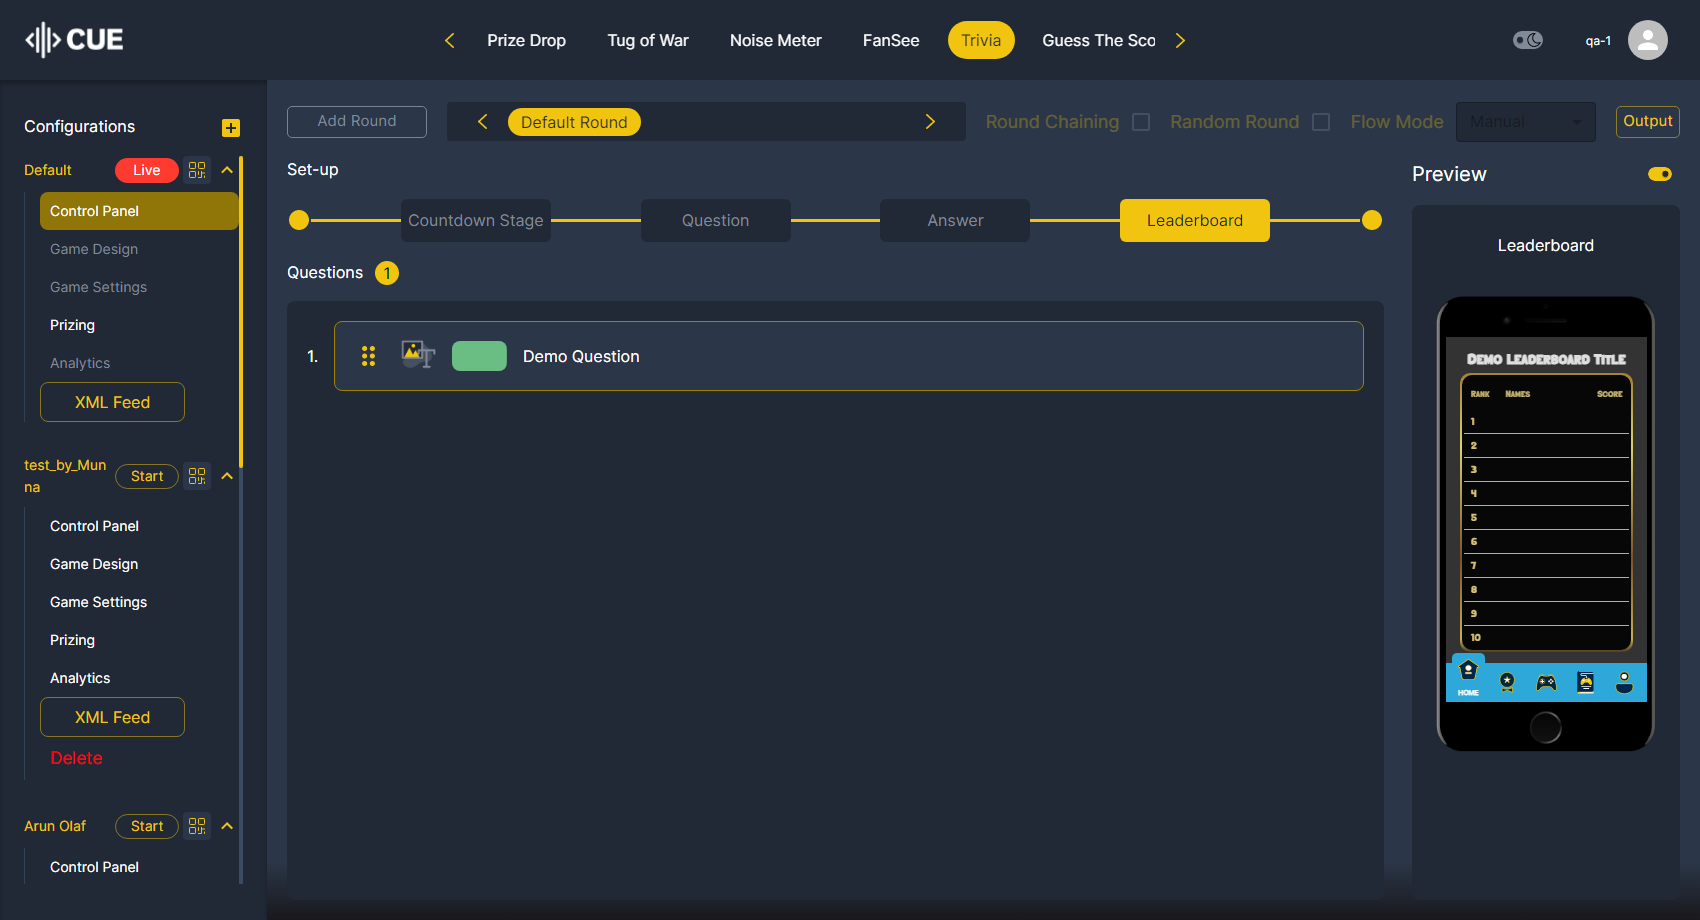 CUE
Prize Drop
Tug of War
Noise Meter
FanSee
Trivia
Guess The Sco
qa-1
Configurations
Default
Live
Control Panel
Game Design
Game Settings
Prizing
Analytics
XML Feed
test_by_Mun
na
Start
Control Panel
Game Design
Game Settings
Prizing
Analytics
XML Feed
Delete
Arun Olaf
Start
Control Panel
Add Round
Default Round
Round Chaining
Random Round
Flow Mode
Manual
Output
Set-up
Countdown Stage
Question
Answer
Leaderboard
Questions 1
1.
Demo Question
Preview
Leaderboard
Demo Leaderboard Title
Rank Names Score
1
2
3
4
5
6
7
8
9
10
HOME